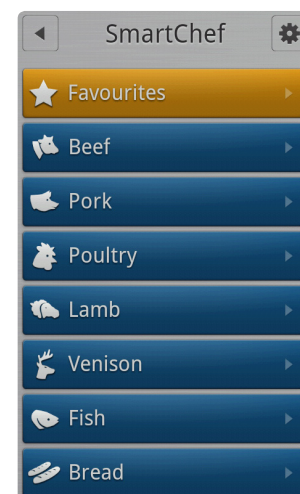 SmartChef
Favourites
Beef
Pork
Poultry
Lamb
Venison
Fish
Bread